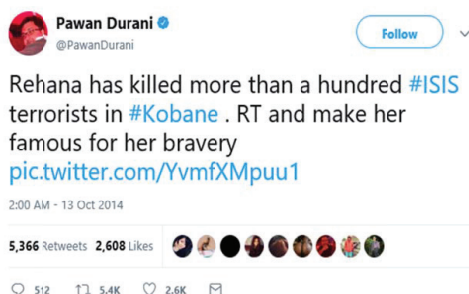 Pawan Durani
@PawanDurani
Follow
Rehana has killed more than a hundred #ISIS
terrorists in #Kobane . RT and make her
famous for her bravery
pic.twitter.com/YvmfXMpuu1
2:00 AM - 13 Oct 2014
5,366 Retweets 2,608 Likes
512 5.4K 2.6K